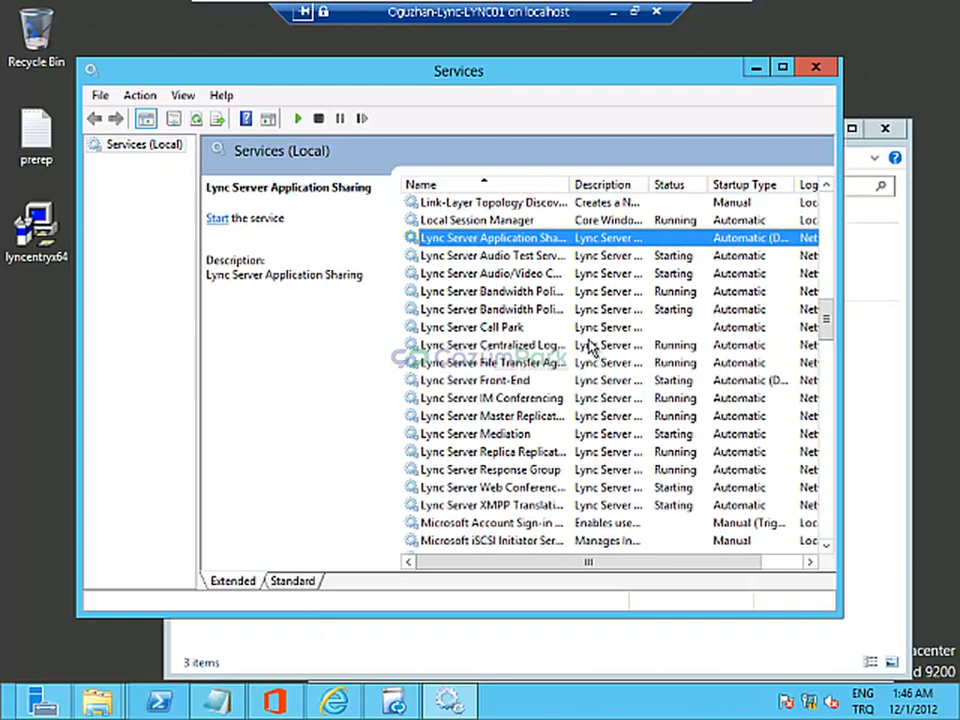 Oguzhan-Lync-LYNC01 on localhost
Recycle Bin
prerep
lyncentryx64
Services
File Action View Help
Services (Local)
Services (Local)
Lync Server Application Sharing
Start the service
Description:
Lync Server Application Sharing
Name Description Status Startup Type Log
Link-Layer Topology Discov... Creates a N... Manual Loc
Local Session Manager Core Windo... Running Automatic Loc
Lync Server Application Sha... Lync Server ... Automatic (D... Net
Lync Server Audio Test Serv... Lync Server ... Starting Automatic Net
Lync Server Audio/Video C... Lync Server ... Starting Automatic Net
Lync Server Bandwidth Poli... Lync Server ... Running Automatic Net
Lync Server Bandwidth Poli... Lync Server ... Starting Automatic Net
Lync Server Call Park Lync Server ... Automatic Net
Lync Server Centralized Log... Lync Server ... Running Automatic Net
Lync Server File Transfer Ag... Lync Server ... Running Automatic Net
Lync Server Front-End Lync Server ... Starting Automatic (D... Net
Lync Server IM Conferencing Lync Server ... Running Automatic Net
Lync Server Master Replicat... Lync Server ... Running Automatic Net
Lync Server Mediation Lync Server ... Starting Automatic Net
Lync Server Replica Replicat... Lync Server ... Running Automatic Net
Lync Server Response Group Lync Server ... Running Automatic Net
Lync Server Web Conferenc... Lync Server ... Starting Automatic Net
Lync Server XMPP Translati... Lync Server ... Starting Automatic Net
Microsoft Account Sign-in ... Enables use... Manual (Trig... Loc
Microsoft iSCSI Initiator Ser... Manages In... Manual Loc
ÇözümPark
Extended Standard
3 items
acenter
d 9200
ENG 1:46 AM
TRQ 12/1/2012